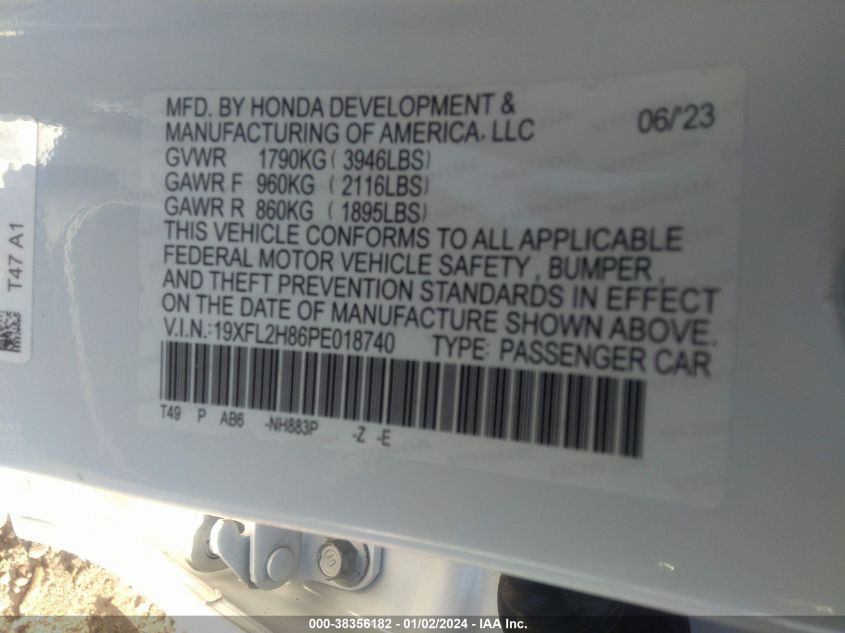 MFD. BY HONDA DEVELOPMENT &
MANUFACTURING OF AMERICA, LLC
06/'23
GVWR 1790KG ( 3946LBS)
GAWR F 960KG ( 2116LBS)
GAWR R 860KG ( 1895LBS)
THIS VEHICLE CONFORMS TO ALL APPLICABLE
FEDERAL MOTOR VEHICLE SAFETY , BUMPER ,
AND THEFT PREVENTION STANDARDS IN EFFECT
ON THE DATE OF MANUFACTURE SHOWN ABOVE.
V.I.N.:19XFL2H86PE018740 TYPE: PASSENGER CAR
T49 P AB6 -NH883P -Z -E
T47 A1
000-38356182 - 01/02/2024 - IAA Inc.